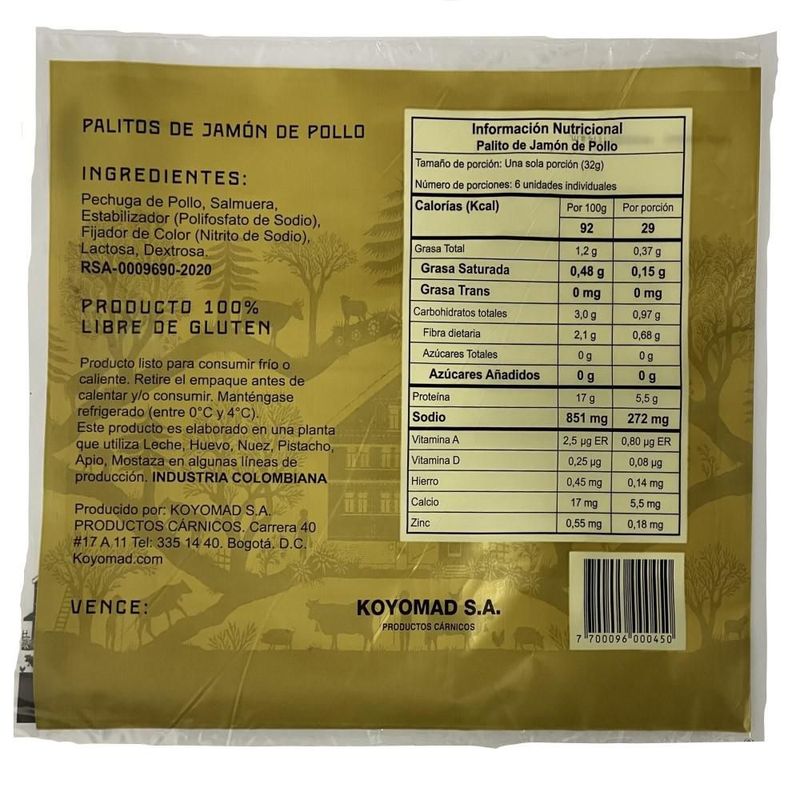 PALITOS DE JAMÓN DE POLLO
INGREDIENTES:
Pechuga de Pollo, Salmuera,
Estabilizador (Polifosfato de Sodio),
Fijador de Color (Nitrito de Sodio),
Lactosa, Dextrosa.
RSA-0009690-2020
PRODUCTO 100%
LIBRE DE GLUTEN
Producto listo para consumir frío o
caliente. Retire el empaque antes de
calentar y/o consumir. Manténgase
refrigerado (entre 0°C y 4°C).
Este producto es elaborado en una planta
que utiliza Leche, Huevo, Nuez, Pistacho,
Apio, Mostaza en algunas líneas de
producción. INDUSTRIA COLOMBIANA
Producido por: KOYOMAD S.A.
PRODUCTOS CÁRNICOS. Carrera 40
#17 A 11 Tel: 335 14 40. Bogotá. D.C.
Koyomad.com
VENCE:
Información Nutricional
Palito de Jamón de Pollo
Tamaño de porción: Una sola porción (32g)
Número de porciones: 6 unidades individuales
Calorías (Kcal) Por 100g Por porción
92 29
Grasa Total 1,2 g 0,37 g
Grasa Saturada 0,48 g 0,15 g
Grasa Trans 0 mg 0 mg
Carbohidratos totales 3,0 g 0,97 g
Fibra dietaria 2,1 g 0,68 g
Azúcares Totales 0 g 0 g
Azúcares Añadidos 0 g 0 g
Proteína 17 g 5,5 g
Sodio 851 mg 272 mg
Vitamina A 2,5 µg ER 0,80 µg ER
Vitamina D 0,25 µg 0,08 µg
Hierro 0,45 mg 0,14 mg
Calcio 17 mg 5,5 mg
Zinc 0,55 mg 0,18 mg
KOYOMAD S.A.
PRODUCTOS CÁRNICOS
7 700096 000450